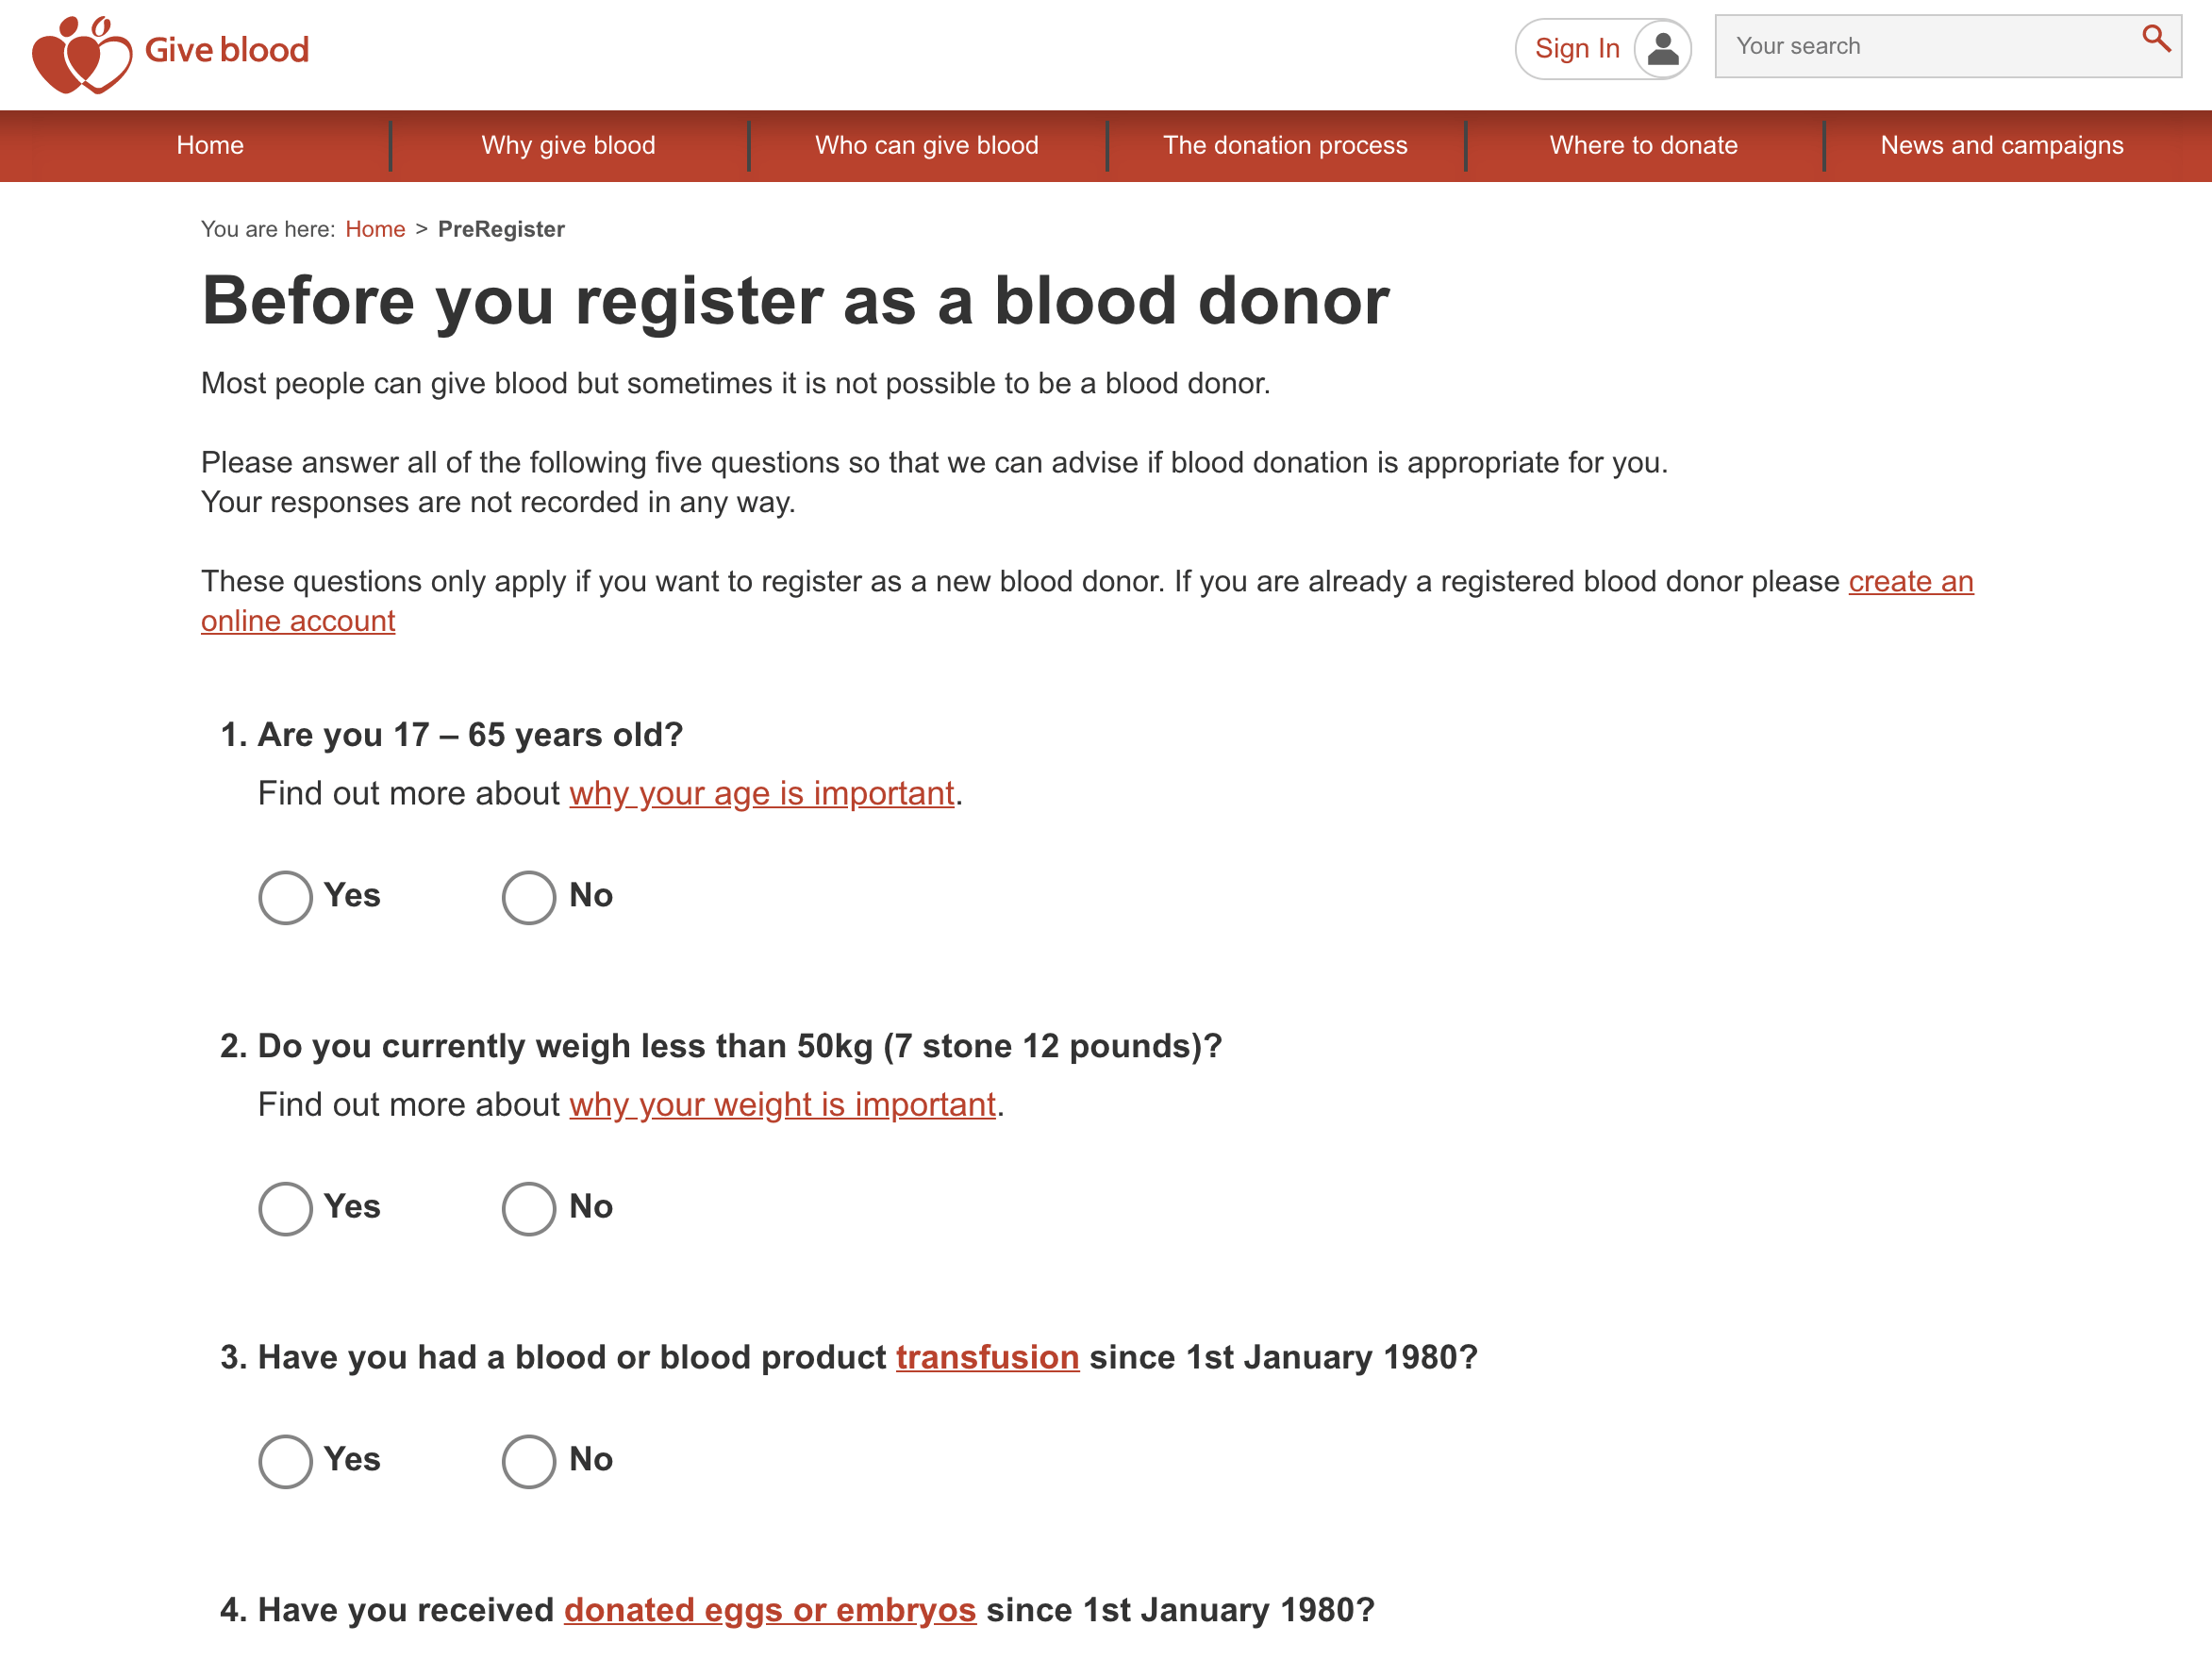 Give blood
Sign In
Your search
Home
Why give blood
Who can give blood
The donation process
Where to donate
News and campaigns
You are here: Home > PreRegister
Before you register as a blood donor
Most people can give blood but sometimes it is not possible to be a blood donor.
Please answer all of the following five questions so that we can advise if blood donation is appropriate for you.
Your responses are not recorded in any way.
These questions only apply if you want to register as a new blood donor. If you are already a registered blood donor please create an
online account
1. Are you 17 – 65 years old?
Find out more about why your age is important.
Yes No
2. Do you currently weigh less than 50kg (7 stone 12 pounds)?
Find out more about why your weight is important.
Yes No
3. Have you had a blood or blood product transfusion since 1st January 1980?
Yes No
4. Have you received donated eggs or embryos since 1st January 1980?